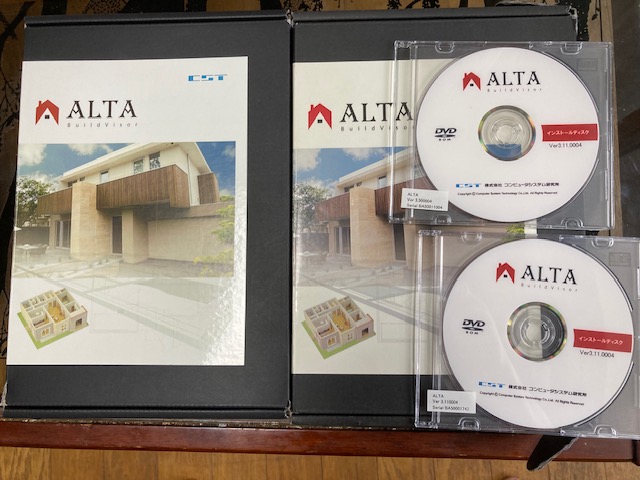 CST
ALTA
BuildVisor
ALTA
BuildVisor
ALTA
BuildVisor
DVD
ROM
インストールディスク
Ver3.11.0004
CST 株式会社 コンピュータシステム研究所
Copyright Ⓒ Computer System Technology Co.,Ltd. All Rights Reserved.
ALTA
ALTA
BuildVisor
DVD
ROM
インストールディスク
Ver3.11.0004
CST 株式会社 コンピュータシステム研究所
Copyright Ⓒ Computer System Technology Co.,Ltd. All Rights Reserved.
ALTA
Ver 3.110004